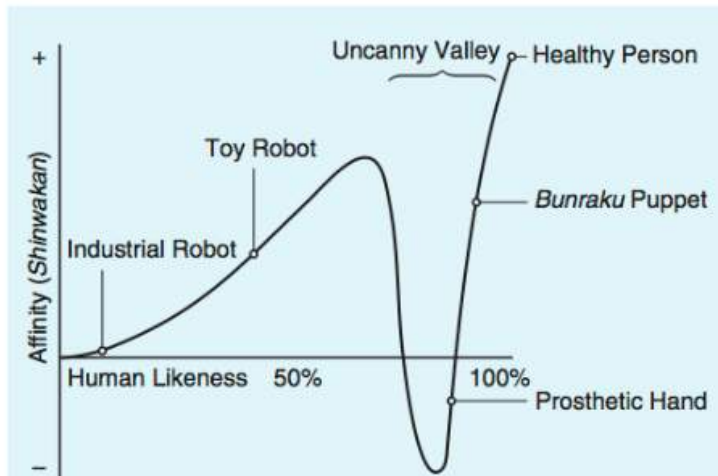 +
Uncanny Valley
Healthy Person
Toy Robot
Bunraku Puppet
Industrial Robot
Affinity (Shinwakan)
Human Likeness 50% 100%
Prosthetic Hand
–